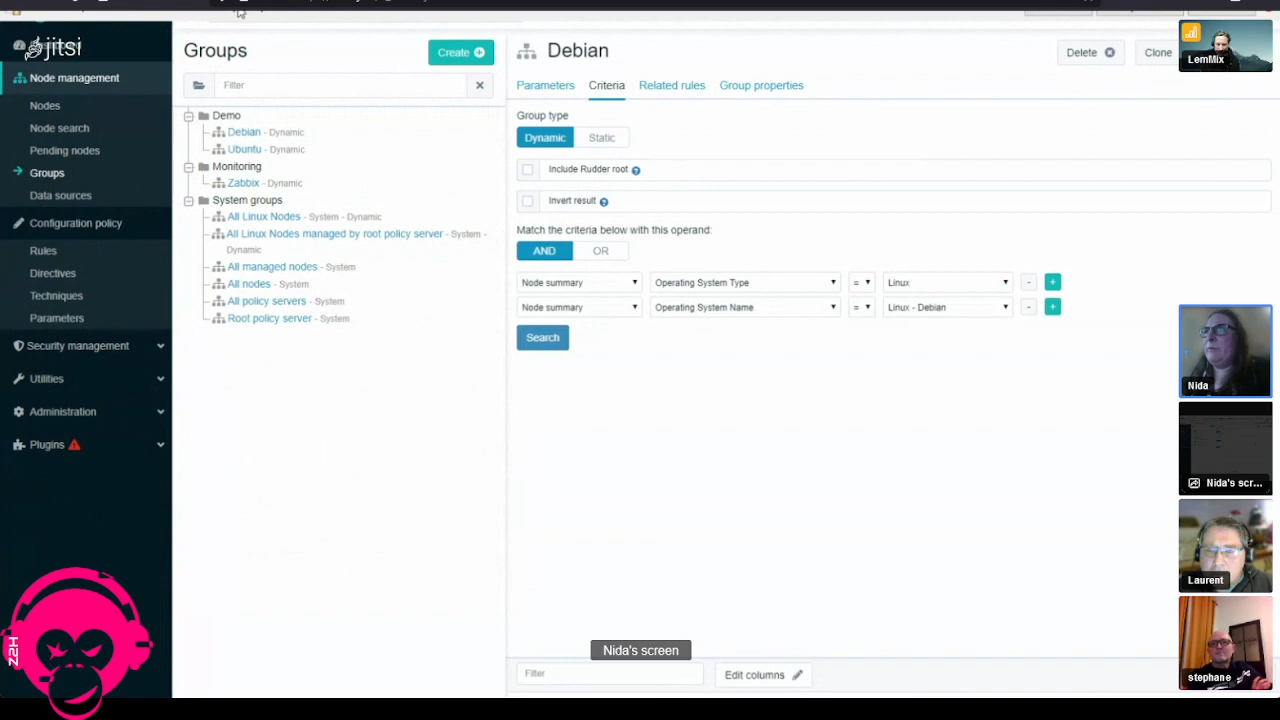 jitsi
Node management
Nodes
Node search
Pending nodes
Groups
Data sources
Configuration policy
Rules
Directives
Techniques
Parameters
Security management
Utilities
Administration
Plugins
Groups
Create
Filter
Demo
Debian - Dynamic
Ubuntu - Dynamic
Monitoring
Zabbix - Dynamic
System groups
All Linux Nodes - System - Dynamic
All Linux Nodes managed by root policy server - System -
Dynamic
All managed nodes - System
All nodes - System
All policy servers - System
Root policy server - System
Debian
Delete
Clone
Parameters Criteria Related rules Group properties
Group type
Dynamic Static
Include Rudder root ?
Invert result ?
Match the criteria below with this operand:
AND OR
Node summary Operating System Type = Linux - +
Node summary Operating System Name = Linux - Debian - +
Search
Nida's screen
Filter
Edit columns
LemMix
Nida
Nida's scr...
Laurent
stephane
Z2H